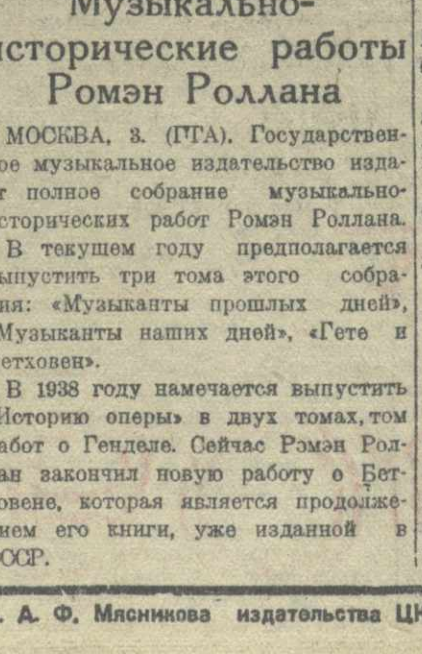 Музыкально-
сторические работы
Ромэн Роллана
МОСКВА, 3. (ГТА). Государствен-
ое музыкальное издательство изда-
т полное собрание музыкально-
сторических работ Ромэн Роллана.
В текущем году предполагается
ыпустить три тома этого собра-
ия: «Музыканты прошлых дней»,
Музыканты наших дней», «Гете и
етховен».
В 1938 году намечается выпустить
Историю оперы» в двух томах, том
абот о Генделе. Сейчас Рэмэн Рол-
ан закончил новую работу о Бет-
овене, которая является продолже-
ием его книги, уже изданной в
ССР.
. А. Ф. Мясникова издательства ЦК